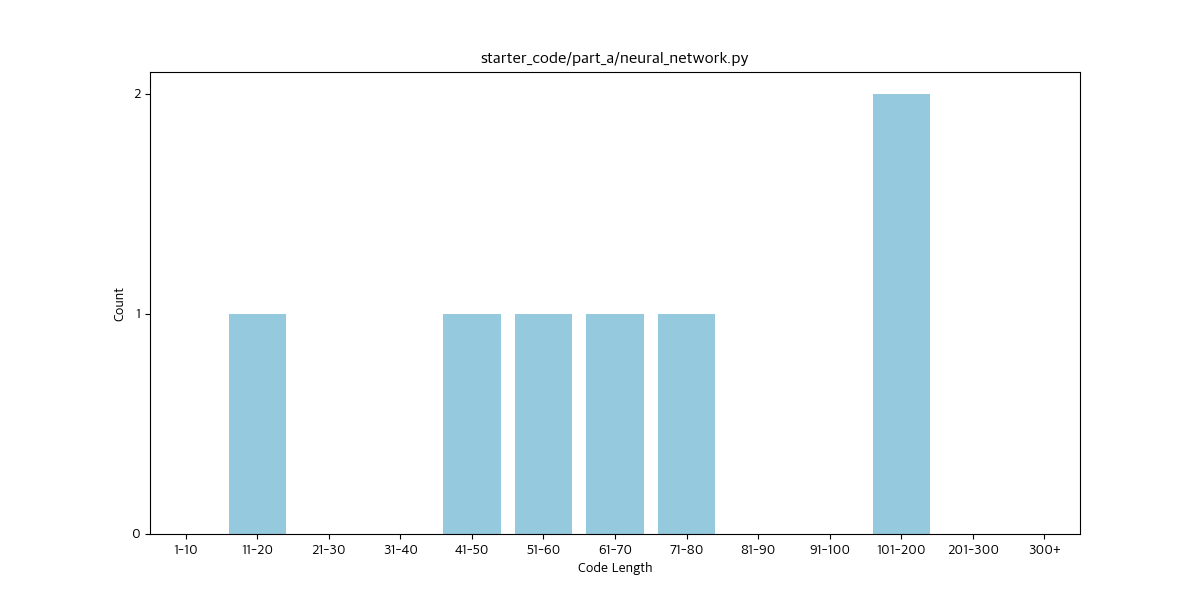 starter_code/part_a/neural_network.py
2
1
0
Count
1-10 11-20 21-30 31-40 41-50 51-60 61-70 71-80 81-90 91-100 101-200 201-300 300+
Code Length